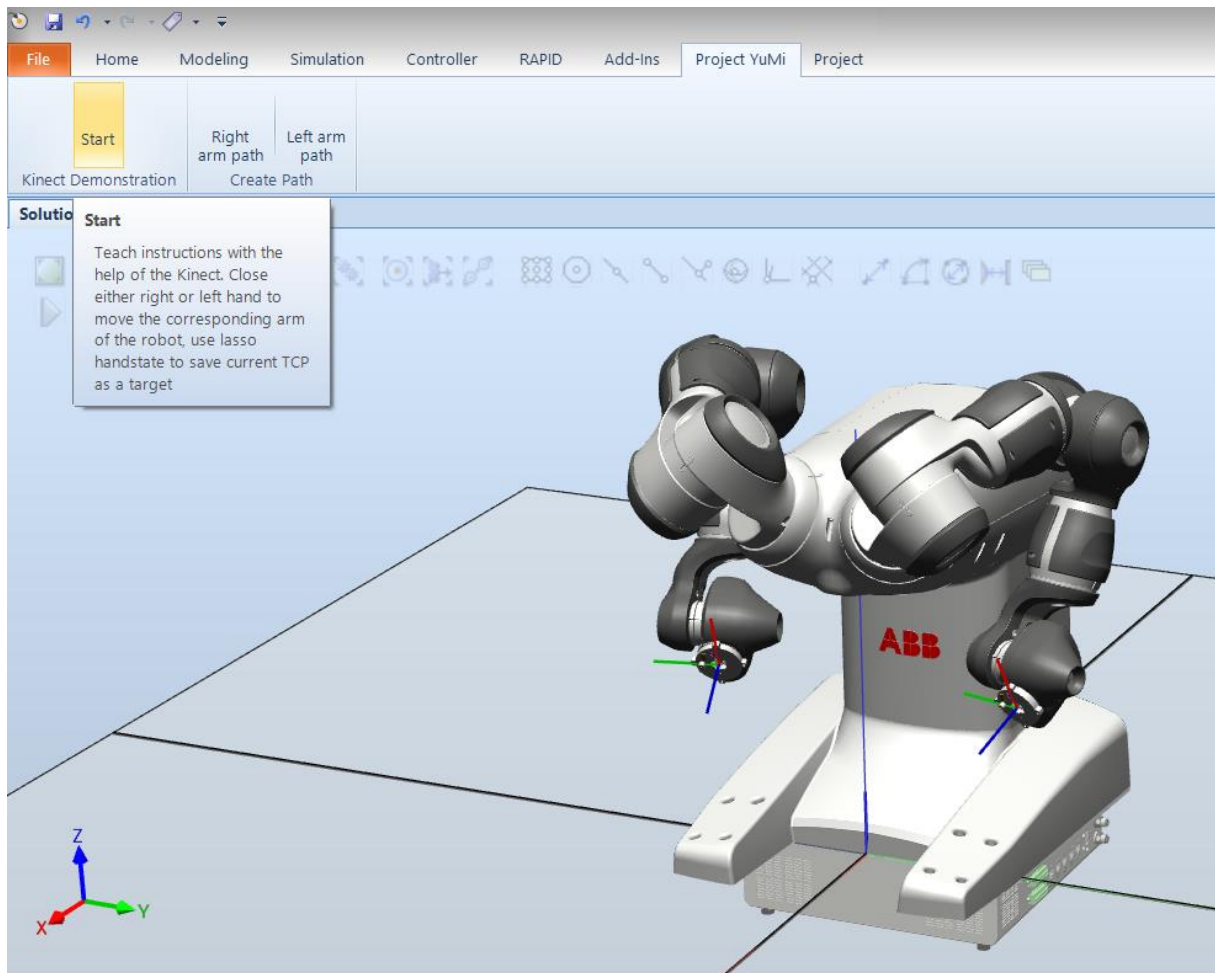 File Home Modeling Simulation Controller RAPID Add-Ins Project YuMi Project
Start
Right arm path
Left arm path
Kinect Demonstration
Create Path
Solutio
Start
Teach instructions with the
help of the Kinect. Close
either right or left hand to
move the corresponding arm
of the robot, use lasso
handstate to save current TCP
as a target
ABB
Z
Y
X